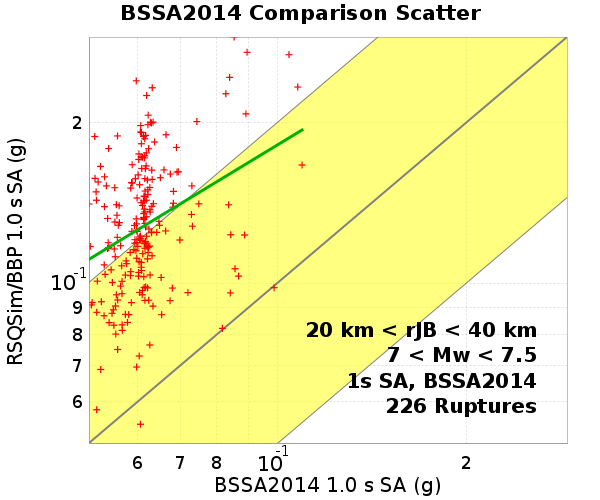 BSSA2014 Comparison Scatter
RSQSim/BBP 1.0 s SA (g)
2
10⁻¹
9
8
7
6
20 km < rJB < 40 km
7 < Mw < 7.5
1s SA, BSSA2014
226 Ruptures
6 7 8 10⁻¹ 2
BSSA2014 1.0 s SA (g)